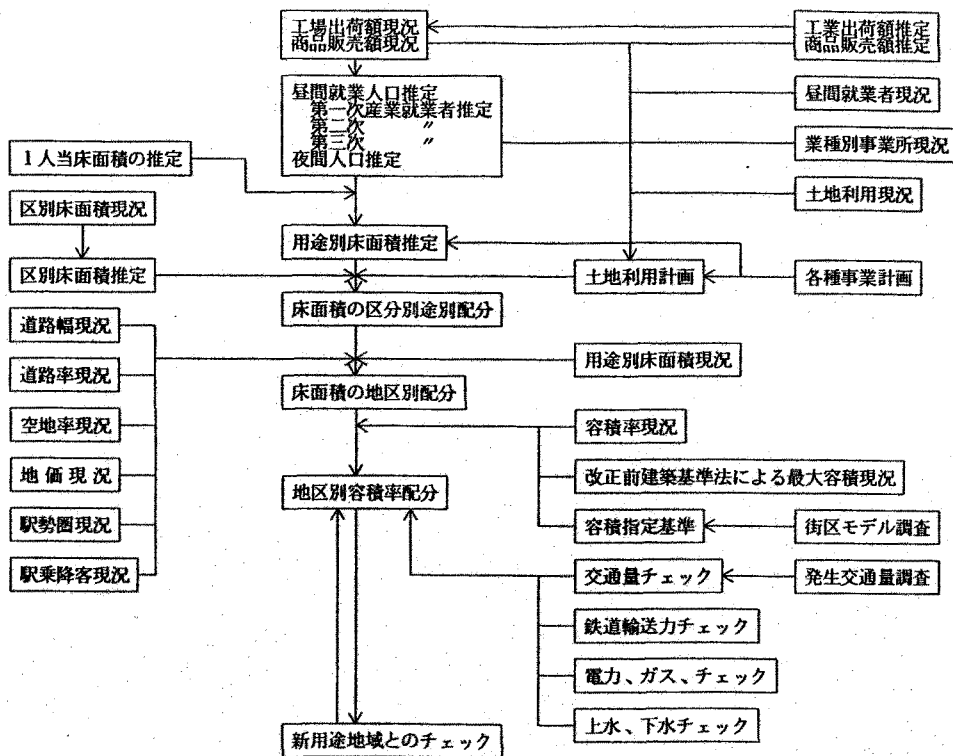 工場出荷額現況
商品販売額現況
工業出荷額推定
商品販売額推定
昼間就業人口推定
第一次産業就業者推定
第二次 〃
第三次 〃
夜間人口推定
昼間就業者現況
業種別事業所現況
土地利用現況
1人当床面積の推定
区別床面積現況
区別床面積推定
用途別床面積推定
土地利用計画
各種事業計画
床面積の区分別途別配分
道路幅現況
道路率現況
空地率現況
地価現況
駅勢圏現況
駅乗降客現況
用途別床面積現況
床面積の地区別配分
容積率現況
改正前建築基準法による最大容積現況
容積指定基準
街区モデル調査
地区別容積率配分
交通量チェック
発生交通量調査
鉄道輸送力チェック
電力、ガス、チェック
上水、下水チェック
新用途地域とのチェック